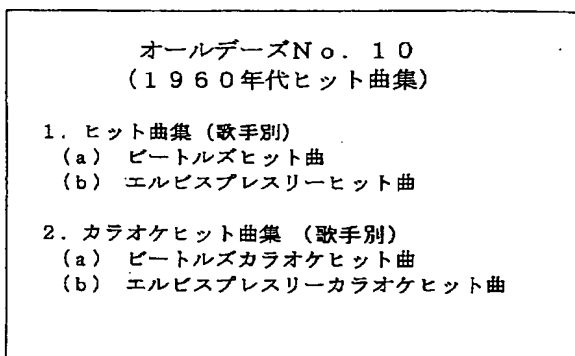 オールデーズNo. 10
(1960年代ヒット曲集)
1. ヒット曲集 (歌手別)
(a) ビートルズヒット曲
(b) エルビスプレスリーヒット曲
2. カラオケヒット曲集 (歌手別)
(a) ビートルズカラオケヒット曲
(b) エルビスプレスリーカラオケヒット曲